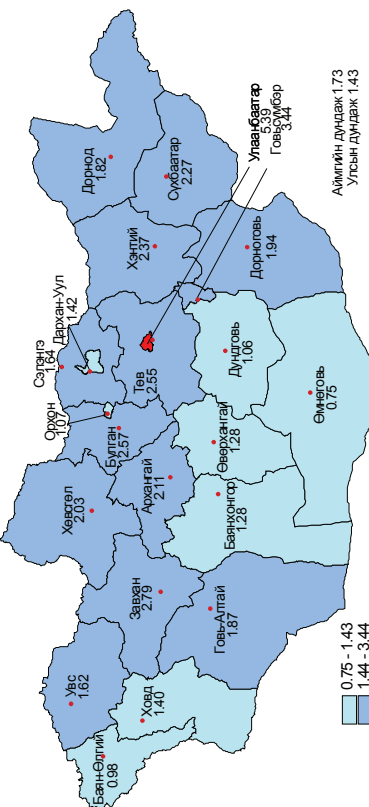 Увс
1.62
Баян-Өлгий
0.98
Ховд
1.40
Завхан
2.79
Говь-Алтай
1.87
Хөвсгөл
2.03
Архангай
2.11
Баянхонгор
1.28
Өвөрхангай
1.28
Булган
2.57
Орхон
1.07
Сэлэнгэ
1.64
Дархан-Уул
1.42
Төв
2.55
Дундговь
1.06
Өмнөговь
0.75
Хэнтий
2.37
Дорнод
1.82
Сүхбаатар
2.27
Дорноговь
1.94
Улаанбаатар
5.39
Говьсүмбэр
3.44
Аймгийн дундаж 1.73
Улсын дундаж 1.43
0.75 - 1.43
1.44 - 3.44